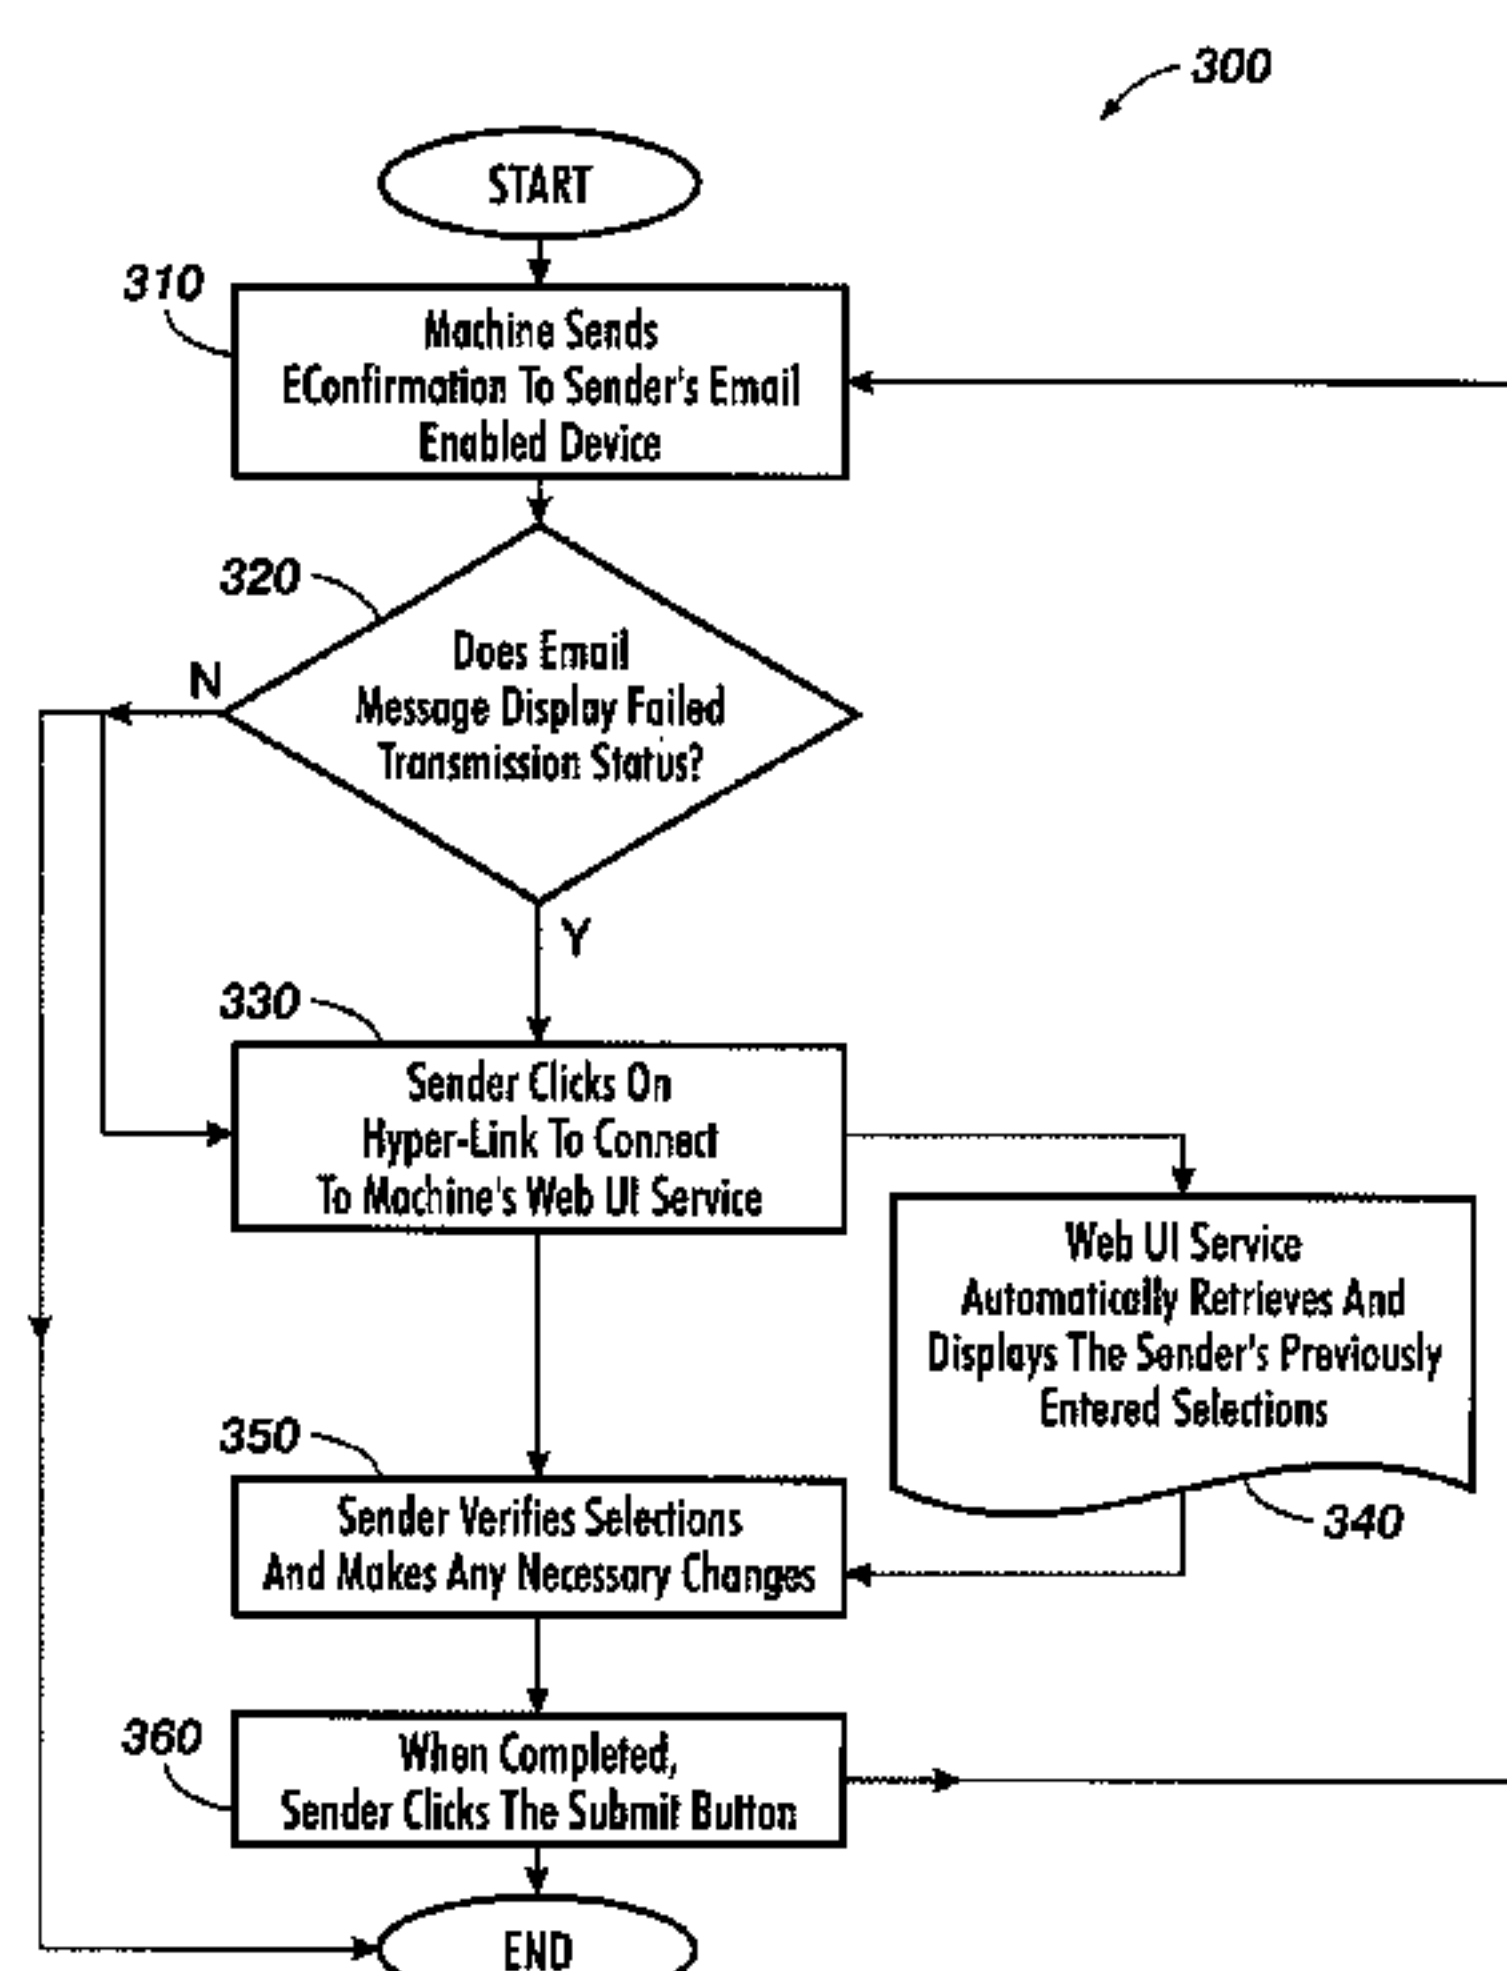 300
START
310
Machine Sends
EConfirmation To Sender's Email
Enabled Device
320
Does Email
Message Display Failed
Transmission Status?
N
Y
330
Sender Clicks On
Hyper-Link To Connect
To Machine's Web UI Service
Web UI Service
Automatically Retrieves And
Displays The Sender's Previously
Entered Selections
340
350
Sender Verifies Selections
And Makes Any Necessary Changes
360
When Completed,
Sender Clicks The Submit Button
END